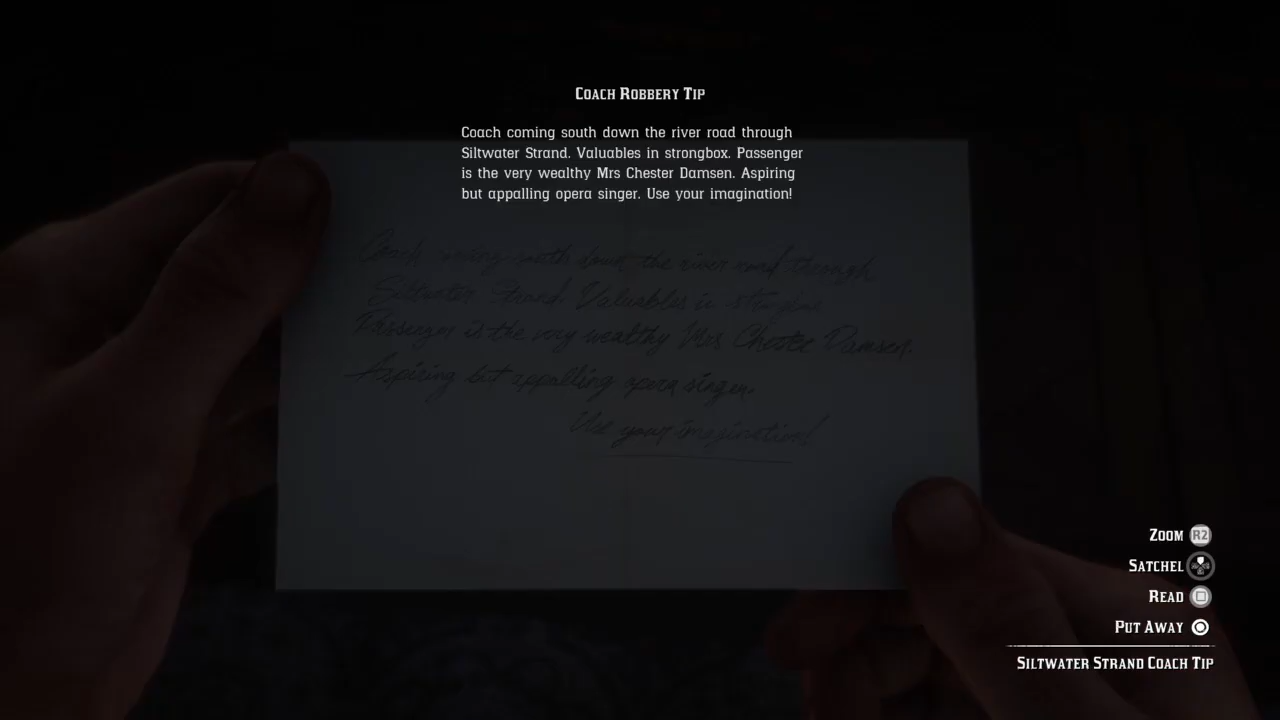 Coach Robbery Tip
Coach coming south down the river road through
Siltwater Strand. Valuables in strongbox. Passenger
is the very wealthy Mrs Chester Damsen. Aspiring
but appalling opera singer. Use your imagination!
Coach coming south down the river road through
Siltwater Strand. Valuables in strongbox
Passenger is the very wealthy Mrs Chester Damsen.
Aspiring but appalling opera singer.
Use your imagination!
Zoom R2
Satchel
Read
Put Away
Siltwater Strand Coach Tip